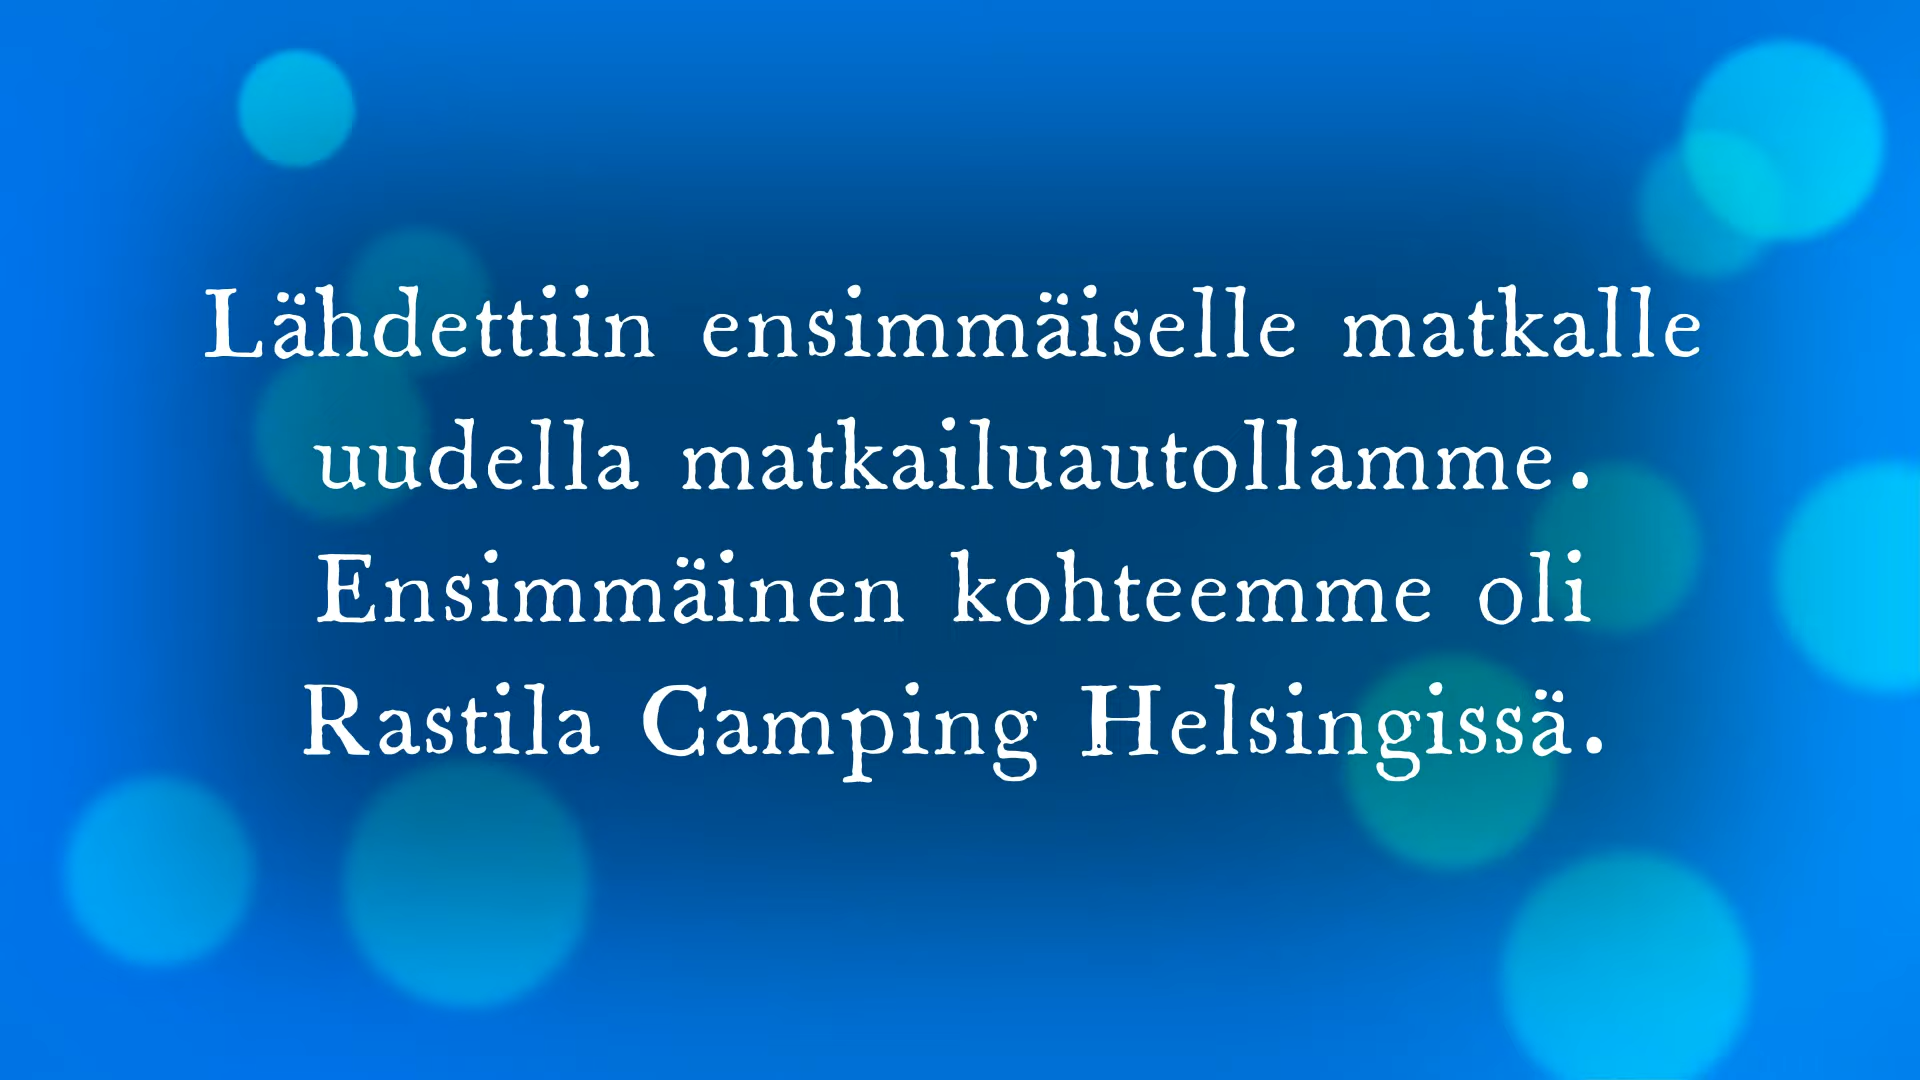 Lähdettiin ensimmäiselle matkalle
uudella matkailuautollamme.
Ensimmäinen kohteemme oli
Rastila Camping Helsingissä.